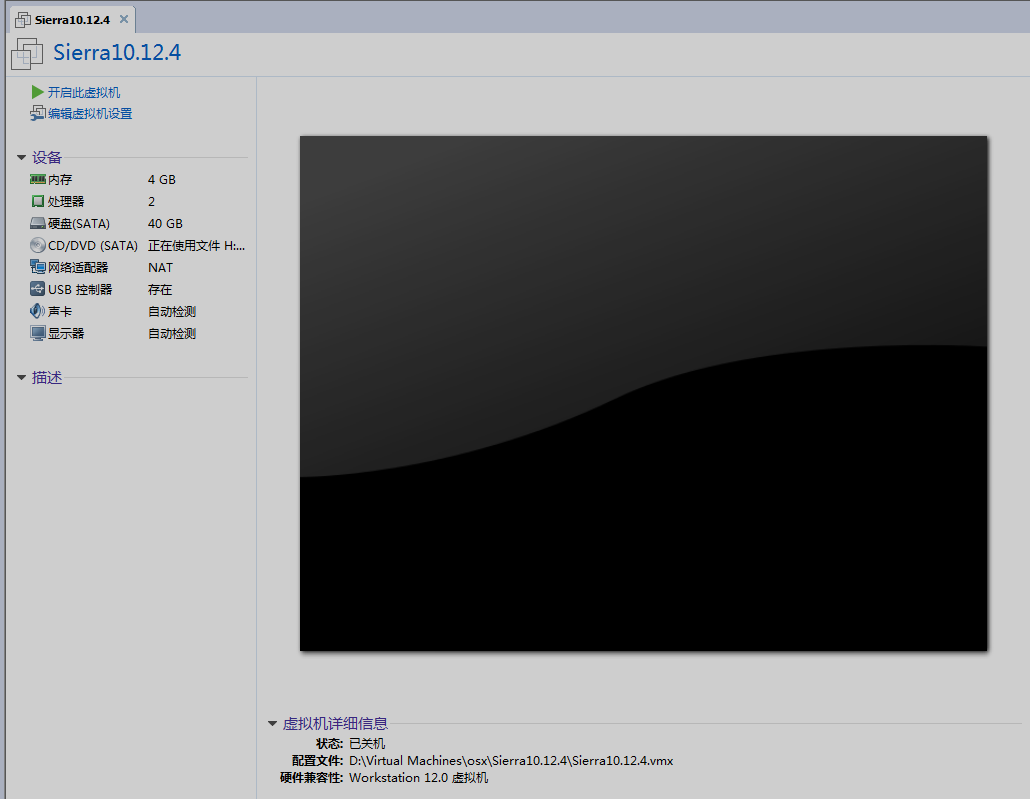 Sierra10.12.4
Sierra10.12.4
开启此虚拟机
编辑虚拟机设置
设备
内存 4 GB
处理器 2
硬盘(SATA) 40 GB
CD/DVD (SATA) 正在使用文件 H:...
网络适配器 NAT
USB 控制器 存在
声卡 自动检测
显示器 自动检测
描述
虚拟机详细信息
状态: 已关机
配置文件: D:\Virtual Machines\osx\Sierra10.12.4\Sierra10.12.4.vmx
硬件兼容性: Workstation 12.0 虚拟机